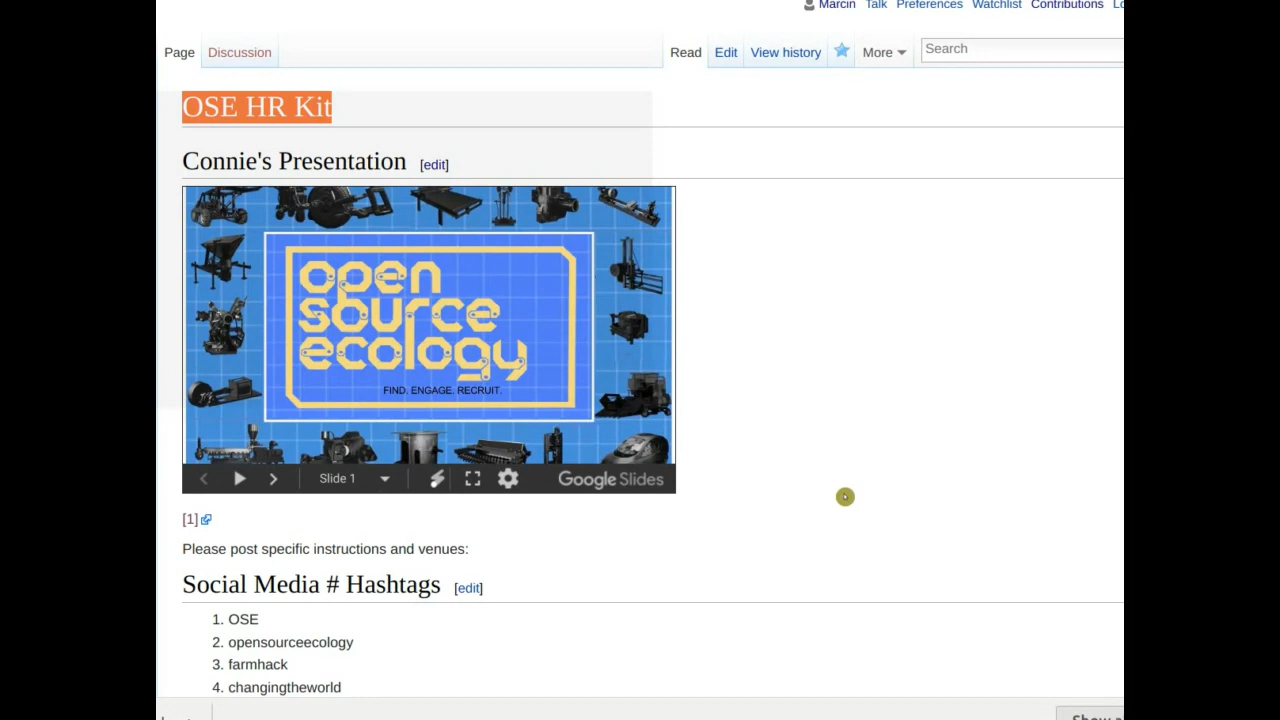 Marcin Talk Preferences Watchlist Contributions
Page Discussion Read Edit View history More Search
OSE HR Kit
Connie's Presentation [edit]
open
source
ecology
FIND. ENGAGE. RECRUIT.
Slide 1 Google Slides
[1]
Please post specific instructions and venues:
Social Media # Hashtags [edit]
1. OSE
2. opensourceecology
3. farmhack
4. changingtheworld